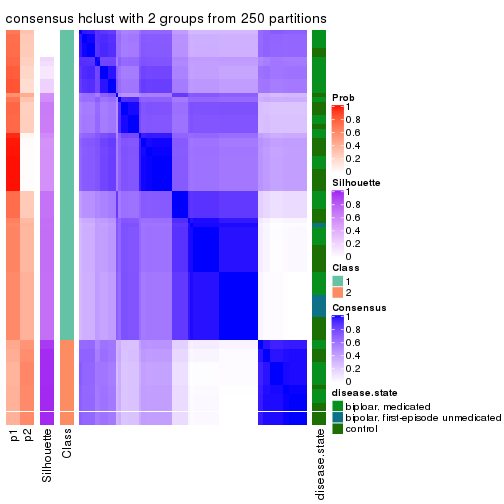 consensus hclust with 2 groups from 250 partitions
Prob
1
0.8
0.6
0.4
0.2
0
Silhouette
1
0.8
0.6
0.4
0.2
0
Class
1
2
Consensus
1
0.8
0.6
0.4
0.2
0
disease.state
biploar, medicated
bipolar, first-episode unmedicated
control
p1
p2
Silhouette
Class
disease.state